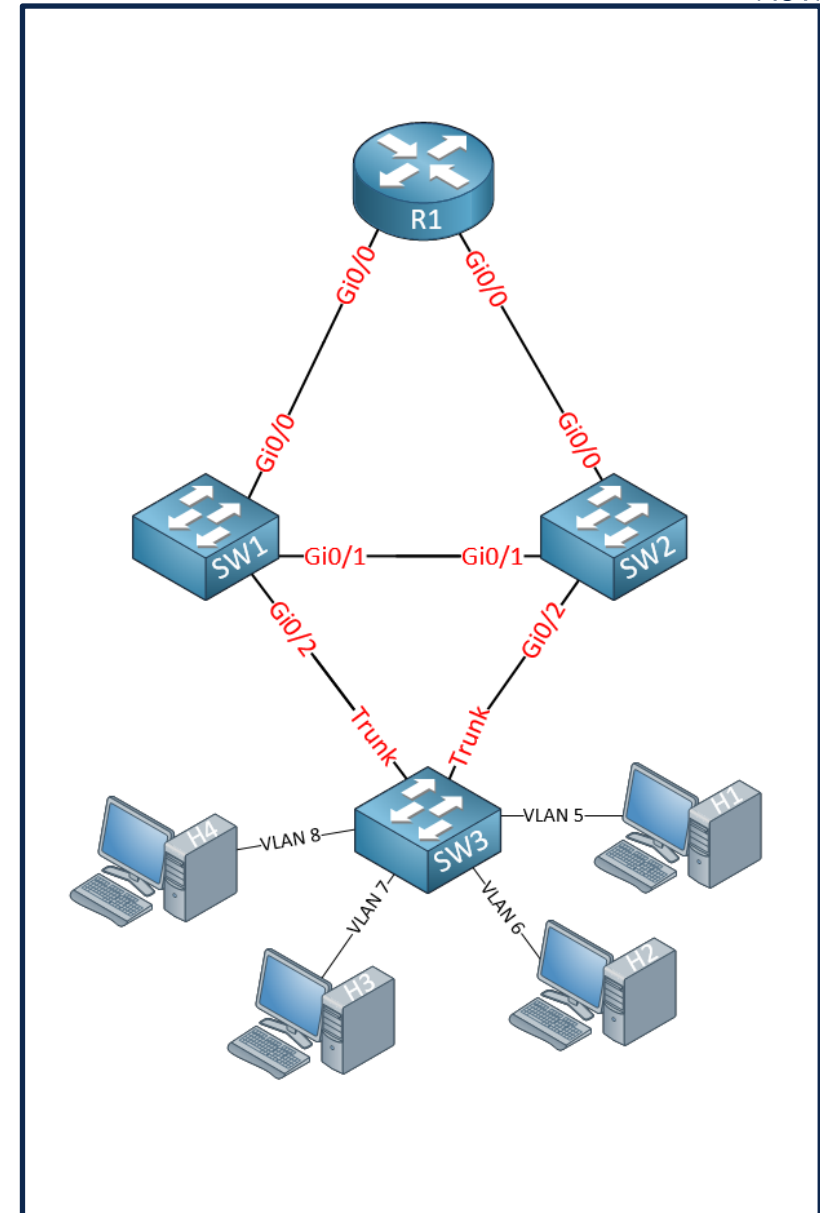 R1
Gi0/0
Gi0/0
Gi0/0
Gi0/0
SW1
Gi0/1
Gi0/1
SW2
Gi0/2
Gi0/2
Trunk
Trunk
H4
VLAN 8
SW3
VLAN 5
H1
VLAN 7
VLAN 6
H3
H2